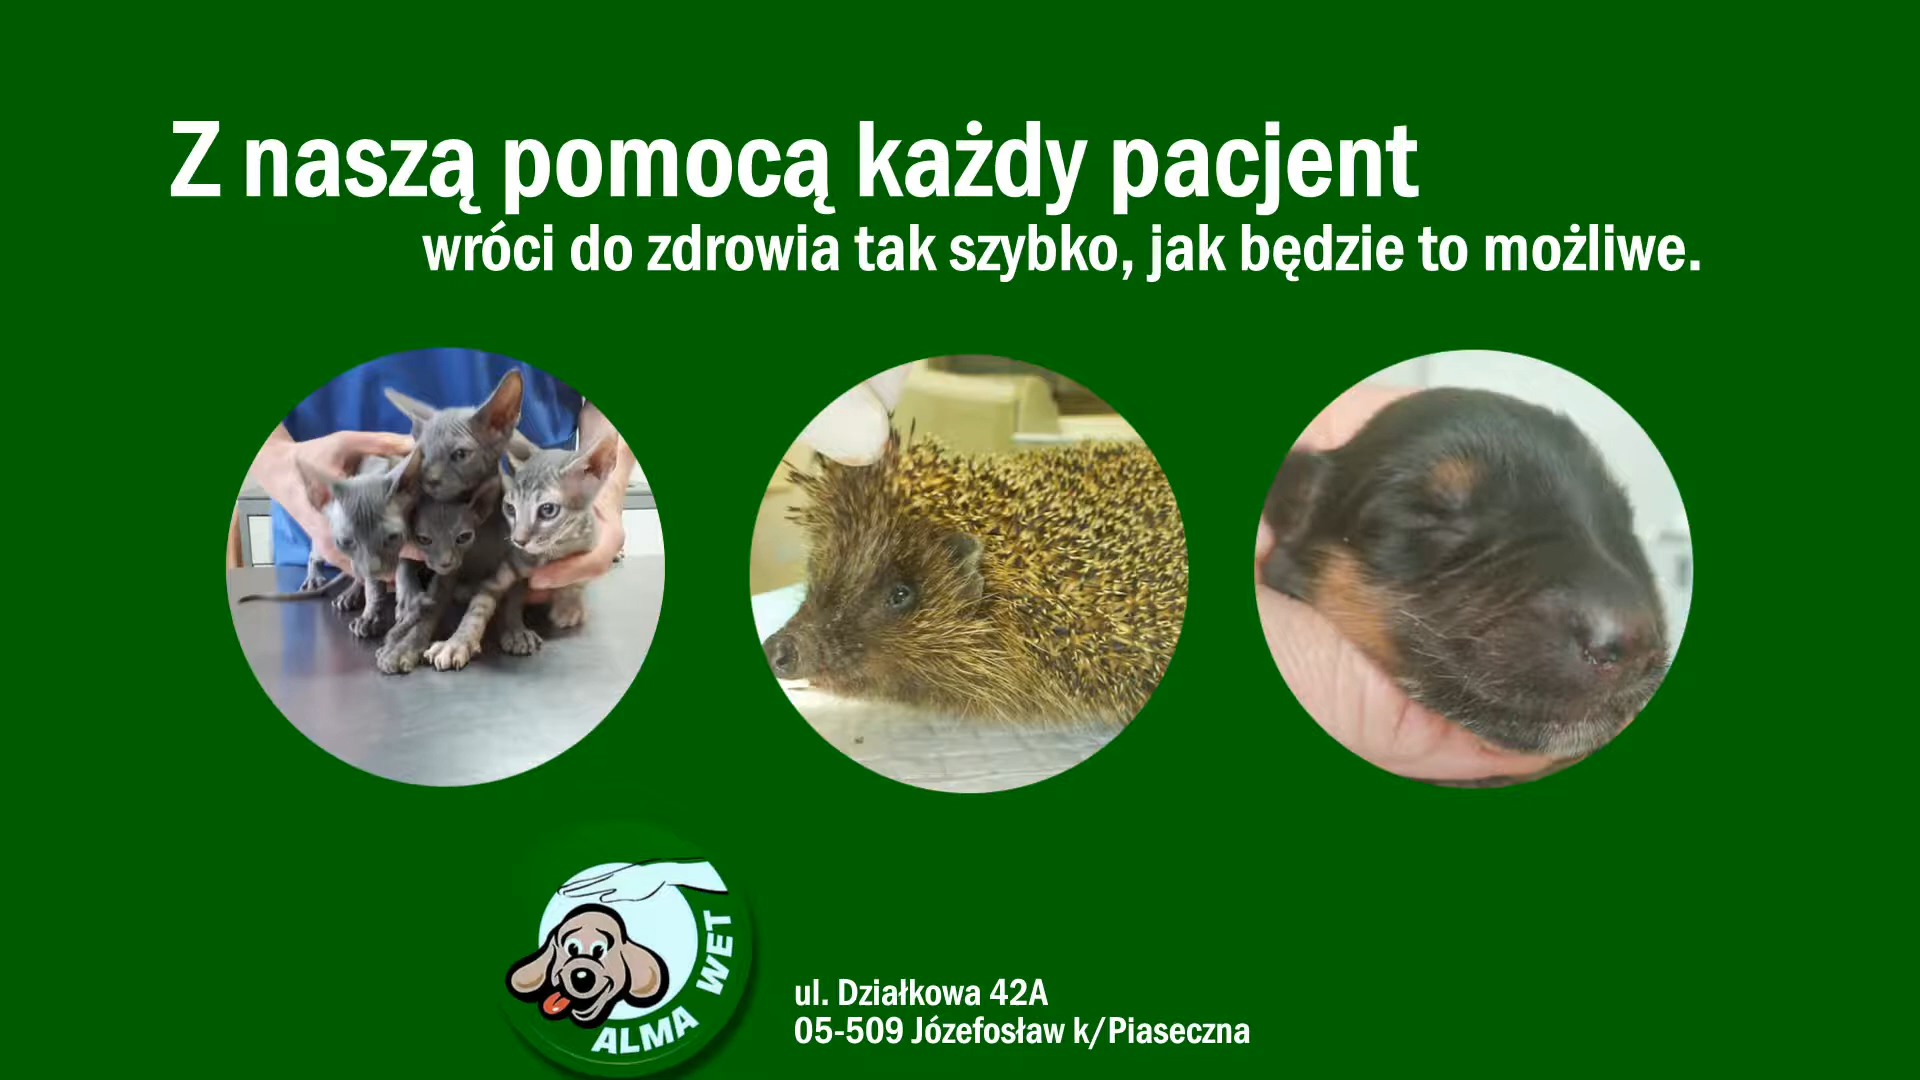 Z naszą pomocą każdy pacjent
wróci do zdrowia tak szybko, jak będzie to możliwe.
ALMA WET
ul. Działkowa 42A
05-509 Józefosław k/Piaseczna